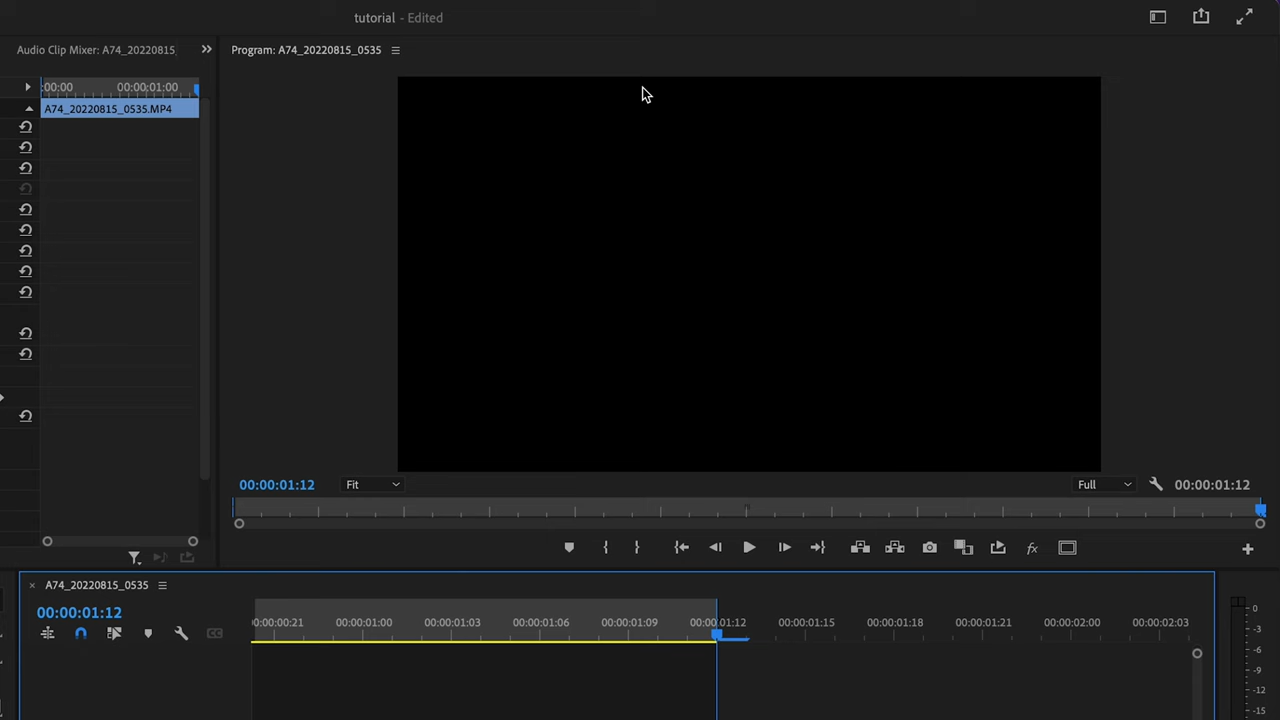 tutorial - Edited
Audio Clip Mixer: A74_20220815_
Program: A74_20220815_0535
:00:00
00:00:01:00
A74_20220815_0535.MP4
00:00:01:12
Fit
Full
00:00:01:12
fx
A74_20220815_0535
00:00:01:12
CC
0:00:00:21
00:00:01:00
00:00:01:03
00:00:01:06
00:00:01:09
00:00:01:12
00:00:01:15
00:00:01:18
00:00:01:21
00:00:02:00
00:00:02:03
0
-3
-6
-9
-12
-15